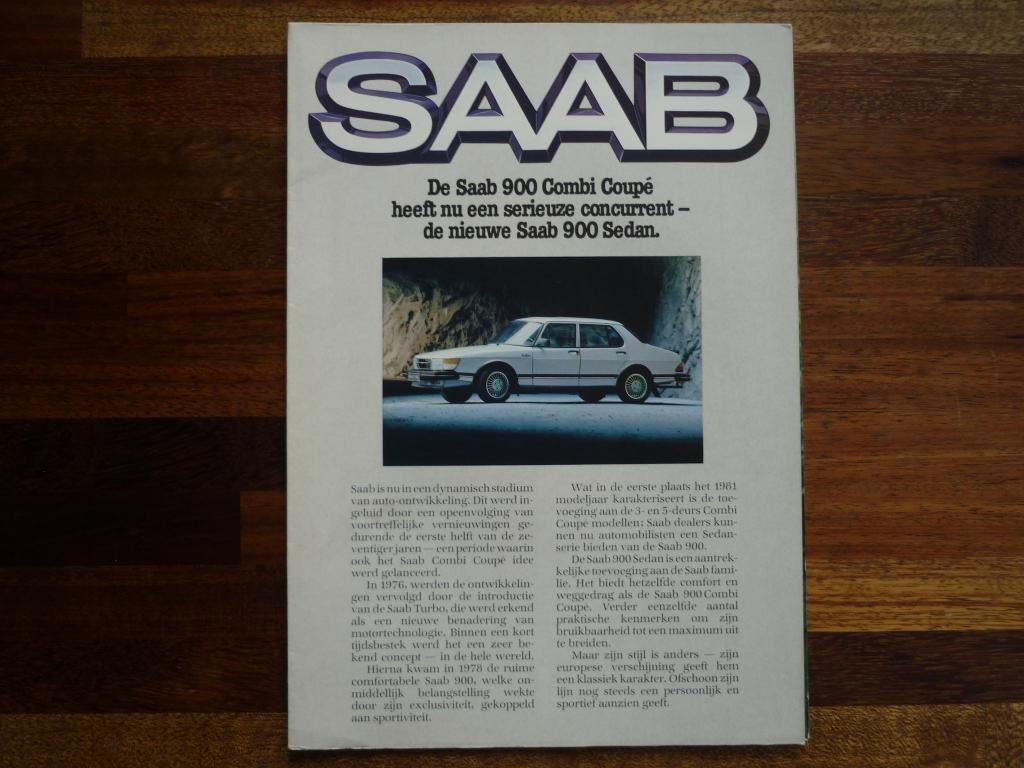 SAAB
De Saab 900 Combi Coupé
heeft nu een serieuze concurrent –
de nieuwe Saab 900 Sedan.
Saab is nu in een dynamisch stadium
van auto-ontwikkeling. Dit werd in-
geluid door een opeenvolging van
voortreffelijke vernieuwingen ge-
durende de eerste helft van de ze-
ventiger jaren — een periode waarin
ook het Saab Combi Coupé idee
werd gelanceerd.
In 1976, werden de ontwikkelin-
gen vervolgd door de introductie
van de Saab Turbo, die werd erkend
als een nieuwe benadering van
motortechnologie. Binnen een kort
tijdsbestek werd het een zeer be-
kend concept — in de hele wereld.
Hierna kwam in 1978 de ruime
comfortabele Saab 900, welke on-
middellijk belangstelling wekte
door zijn exclusiviteit, gekoppeld
aan sportiviteit.
Wat in de eerste plaats het 1981
modeljaar karakteriseert is de toe-
voeging aan de 3- en 5-deurs Combi
Coupé modellen; Saab dealers kun-
nen nu automobilisten een Sedan-
serie bieden van de Saab 900.
De Saab 900 Sedan is een aantrek-
kelijke toevoeging aan de Saab fami-
lie. Het biedt hetzelfde comfort en
weggedrag als de Saab 900 Combi
Coupé. Verder eenzelfde aantal
praktische kenmerken om zijn
bruikbaarheid tot een maximum uit
te breiden.
Maar zijn stijl is anders — zijn
europese verschijning geeft hem
een klassiek karakter. Ofschoon zijn
lijn nog steeds een persoonlijk en
sportief aanzien geeft.